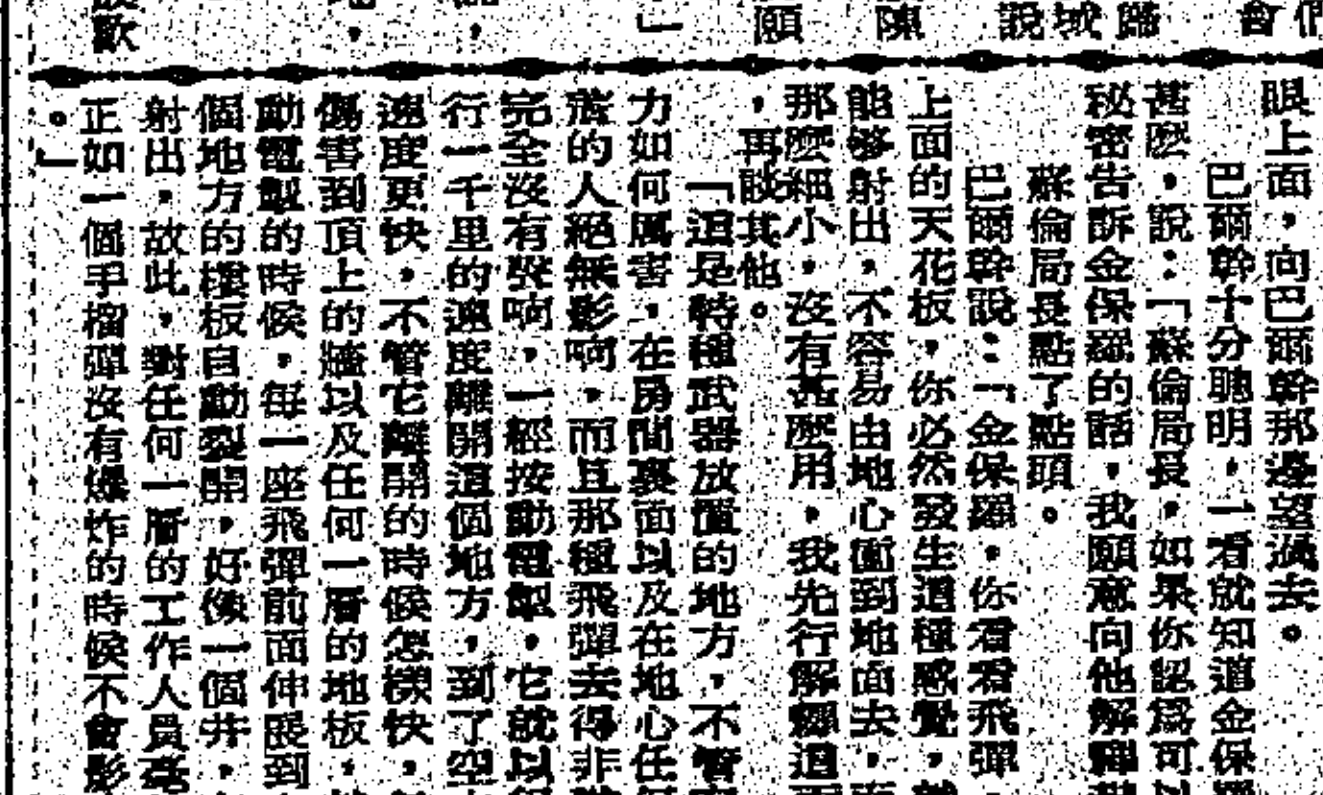 們會
歸城說
陳
願
」
歎
眼上面，向巴爾幹那邊望過去。
巴爾幹十分聰明，一看就知道金保羅
甚麼，說：「蘇倫局長，如果你認爲可以
秘密告訴金保羅的話，我願意向他解釋
蘇倫局長點了點頭。
巴爾幹說：「金保羅，你看看飛彈
上面的天花板，你必然發生這種感覺，就
能够射出，不容易由地心衝到地面去，而
那麼細小，沒有甚麼用，我先行解釋這
，再談其他。
「這是特種武器放置的地方，不管
力如何厲害，在房間裏面以及在地心任何
的人絕無影响，而且那種飛彈去得非
完全沒有聲响，一經按動電掣，它就以
行一千里的速度離開這個地方，到了空
速度更快，不管它離開的時候怎樣快，
傷害到頂上的牆以及任何一層的地板，
動電掣的時候，每一座飛彈前面伸展到
個地方的樓板自動裂開，好像一個井，
射出，故此，對任何一層的工作人員毫
正如一個手榴彈沒有爆炸的時候不會影
。」